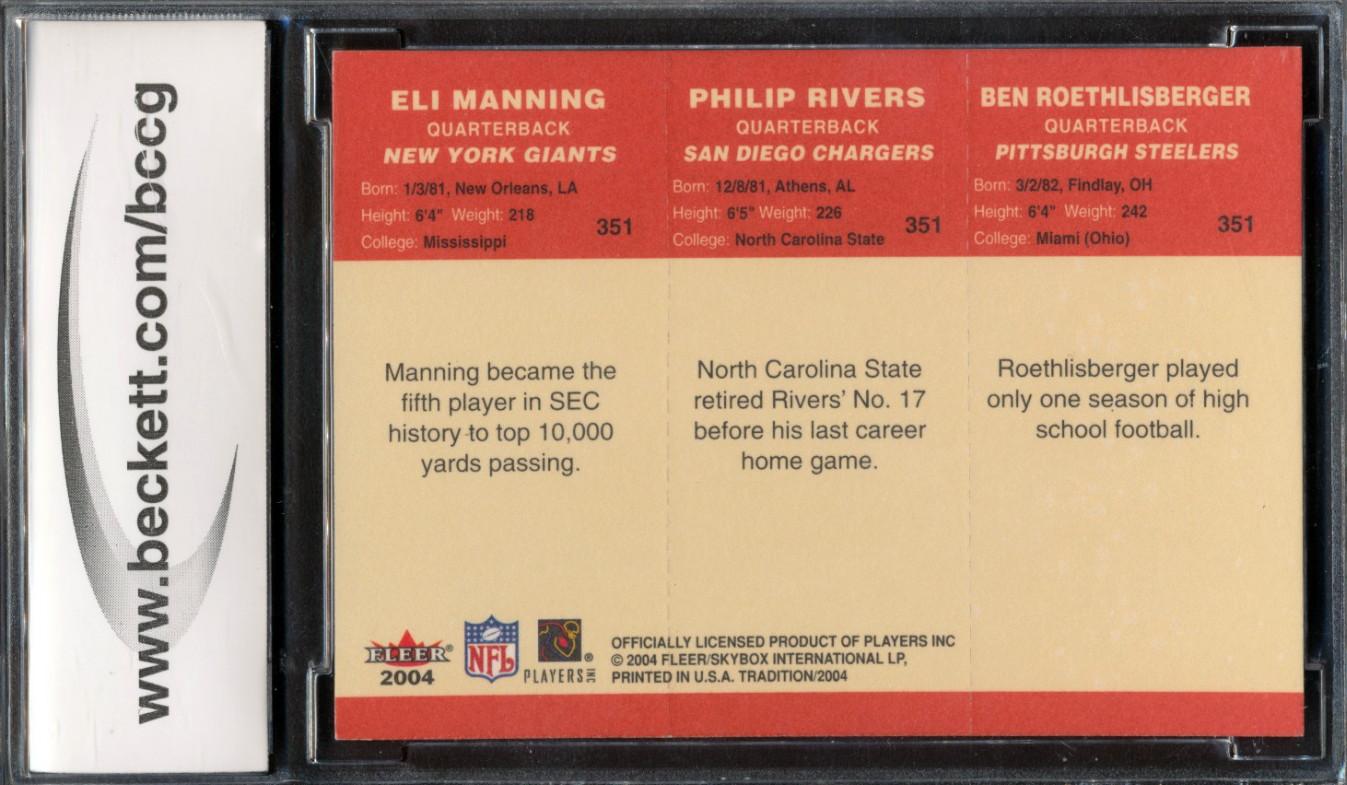 www.beckett.com/bccg
ELI MANNING
QUARTERBACK
NEW YORK GIANTS
Born: 1/3/81, New Orleans, LA
Height: 6'4" Weight: 218
College: Mississippi
351
PHILIP RIVERS
QUARTERBACK
SAN DIEGO CHARGERS
Born: 12/8/81, Athens, AL
Height: 6'5" Weight: 226
College: North Carolina State
351
BEN ROETHLISBERGER
QUARTERBACK
PITTSBURGH STEELERS
Born: 3/2/82, Findlay, OH
Height: 6'4" Weight: 242
College: Miami (Ohio)
351
Manning became the
fifth player in SEC
history to top 10,000
yards passing.
North Carolina State
retired Rivers' No. 17
before his last career
home game.
Roethlisberger played
only one season of high
school football.
FLEER®
2004
NFL
®
PLAYERS INC
OFFICIALLY LICENSED PRODUCT OF PLAYERS INC
© 2004 FLEER/SKYBOX INTERNATIONAL LP,
PRINTED IN U.S.A. TRADITION/2004